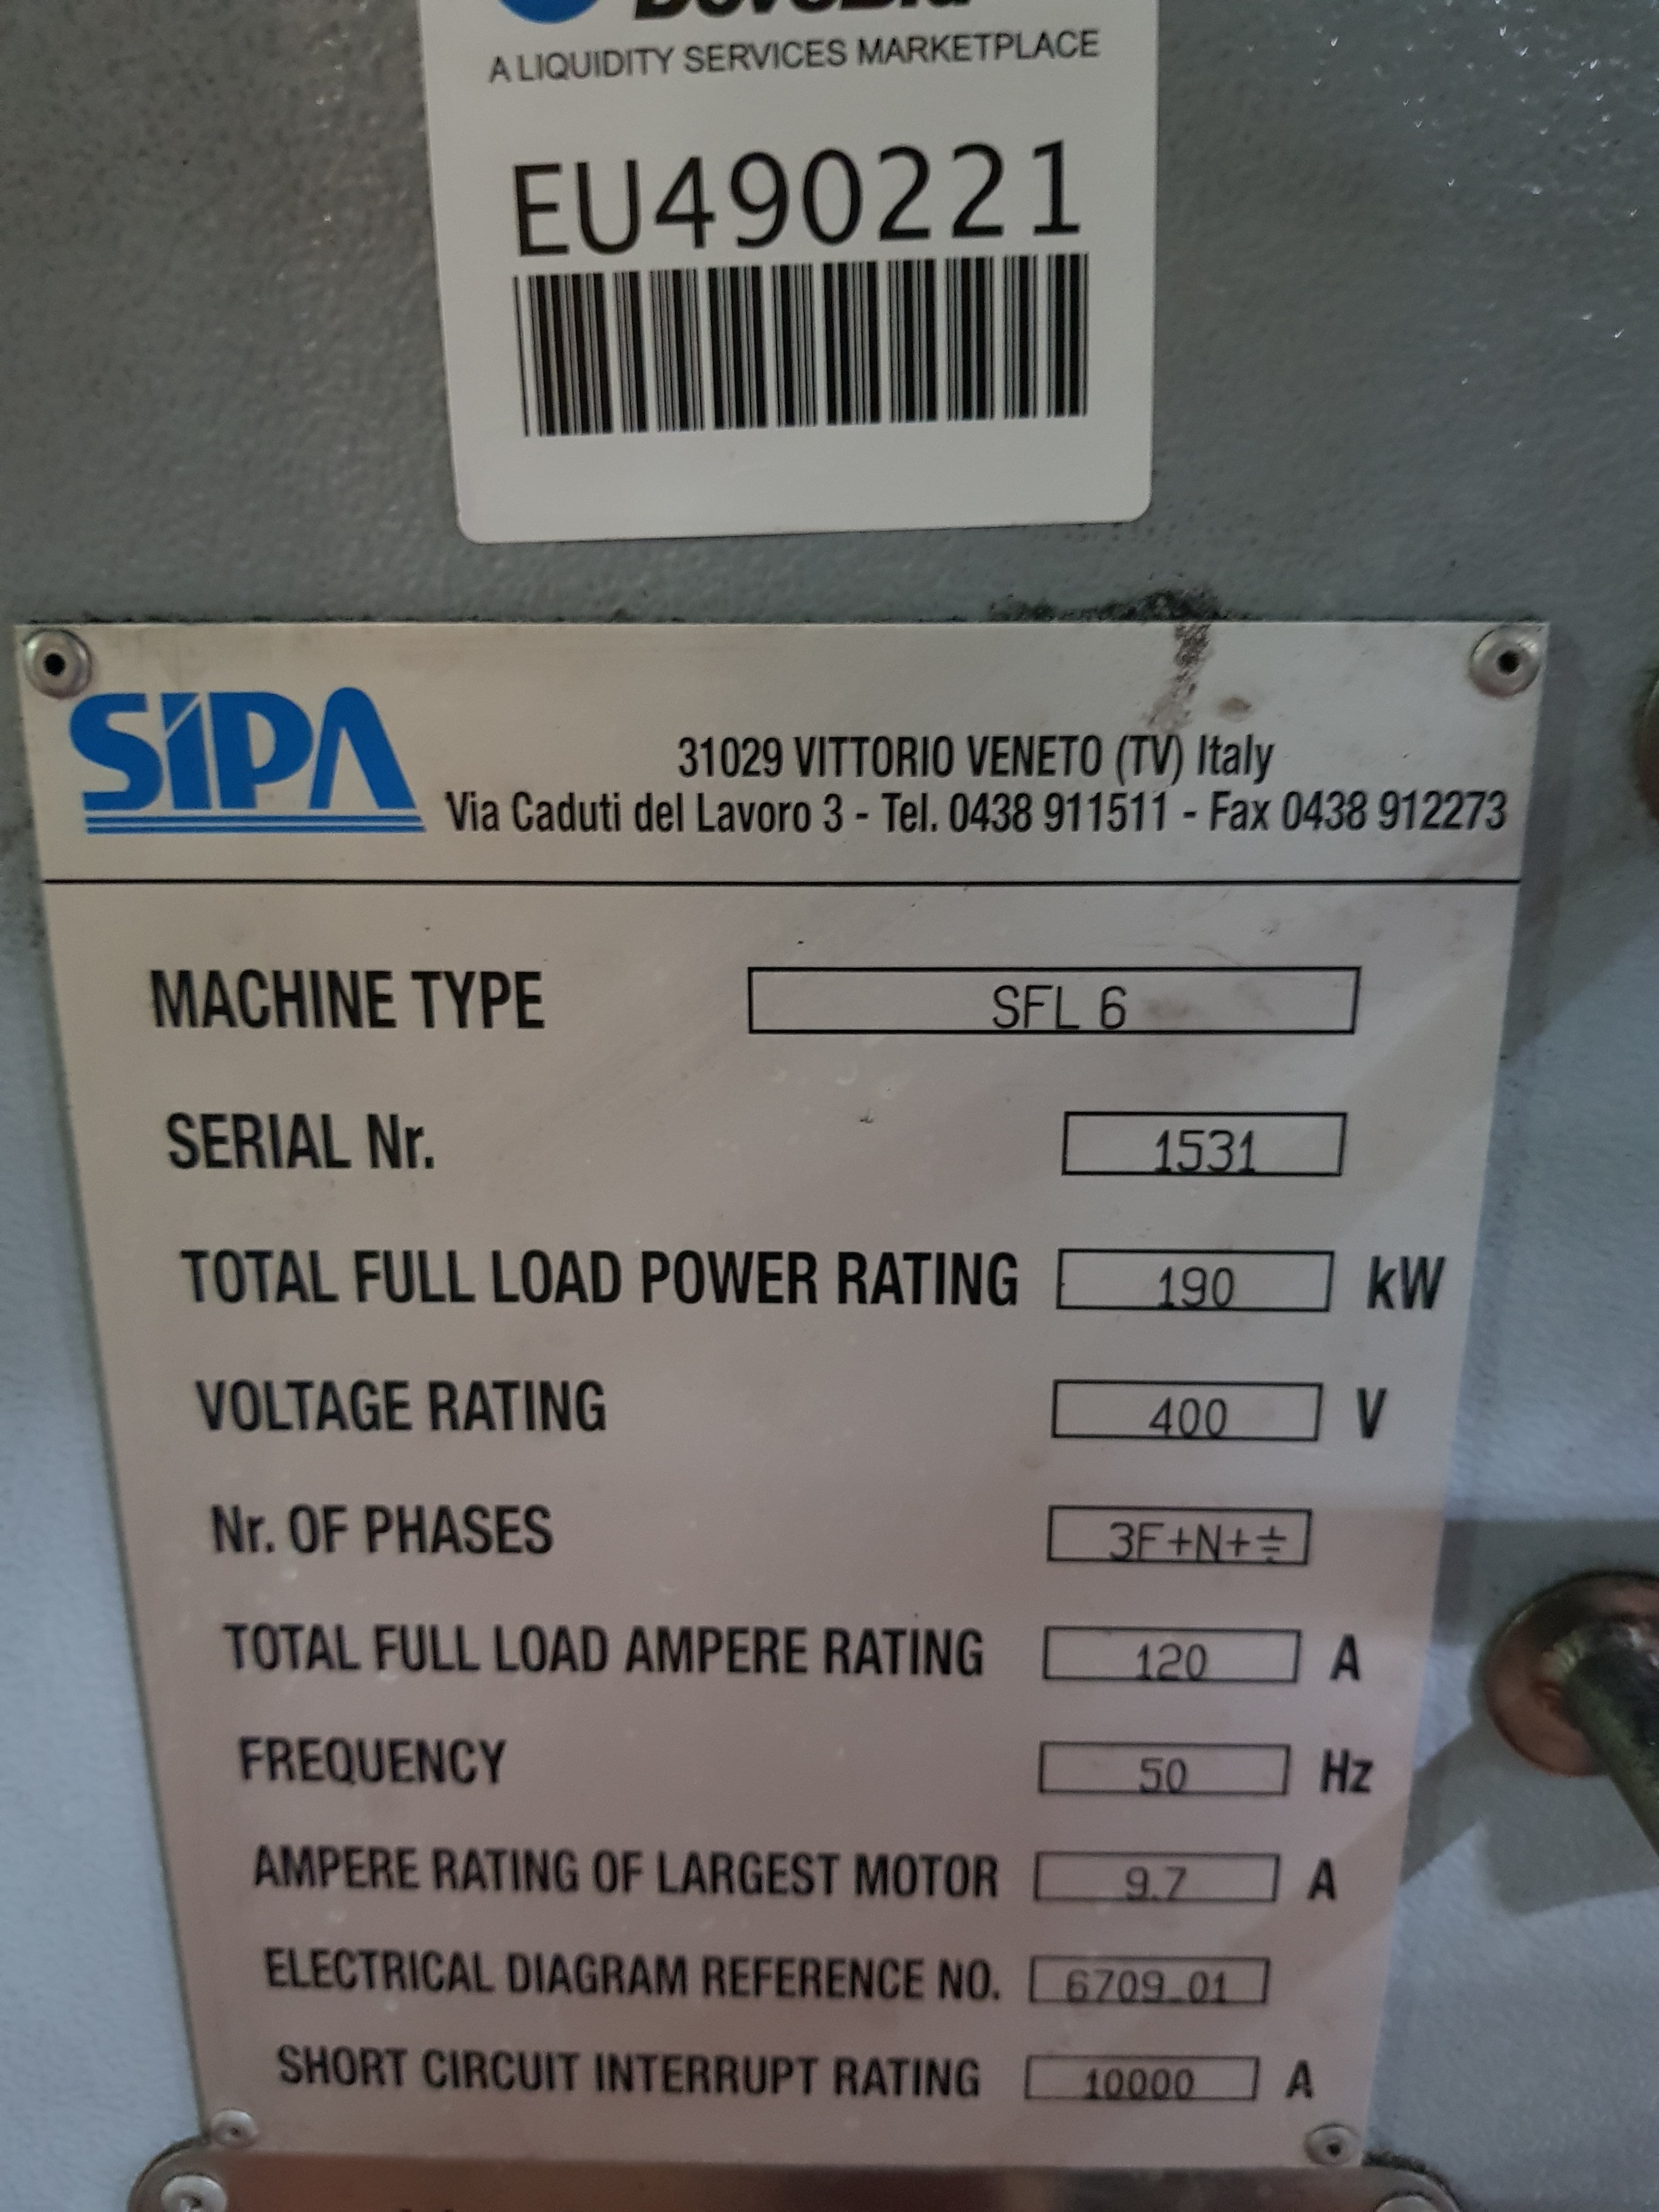 A LIQUIDITY SERVICES MARKETPLACE
EU490221
SIPA
31029 VITTORIO VENETO (TV) Italy
Via Caduti del Lavoro 3 - Tel. 0438 911511 - Fax 0438 912273
MACHINE TYPE SFL 6
SERIAL Nr. 1531
TOTAL FULL LOAD POWER RATING 190 kW
VOLTAGE RATING 400 V
Nr. OF PHASES 3F+N+⏚
TOTAL FULL LOAD AMPERE RATING 120 A
FREQUENCY 50 Hz
AMPERE RATING OF LARGEST MOTOR 9.7 A
ELECTRICAL DIAGRAM REFERENCE NO. 6709_01
SHORT CIRCUIT INTERRUPT RATING 10000 A